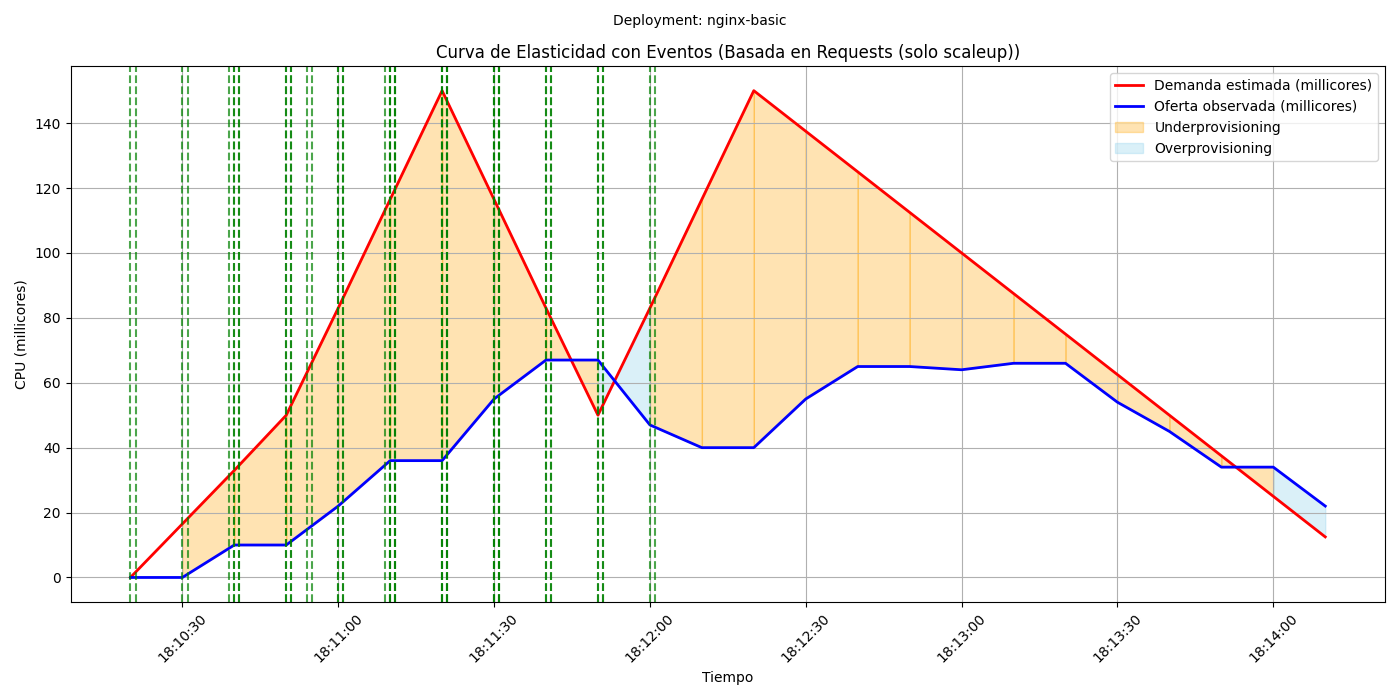 Deployment: nginx-basic
Curva de Elasticidad con Eventos (Basada en Requests (solo scaleup))
Demanda estimada (millicores)
Oferta observada (millicores)
Underprovisioning
Overprovisioning
CPU (millicores)
140
120
100
80
60
40
20
0
18:10:30
18:11:00
18:11:30
18:12:00
18:12:30
18:13:00
18:13:30
18:14:00
Tiempo